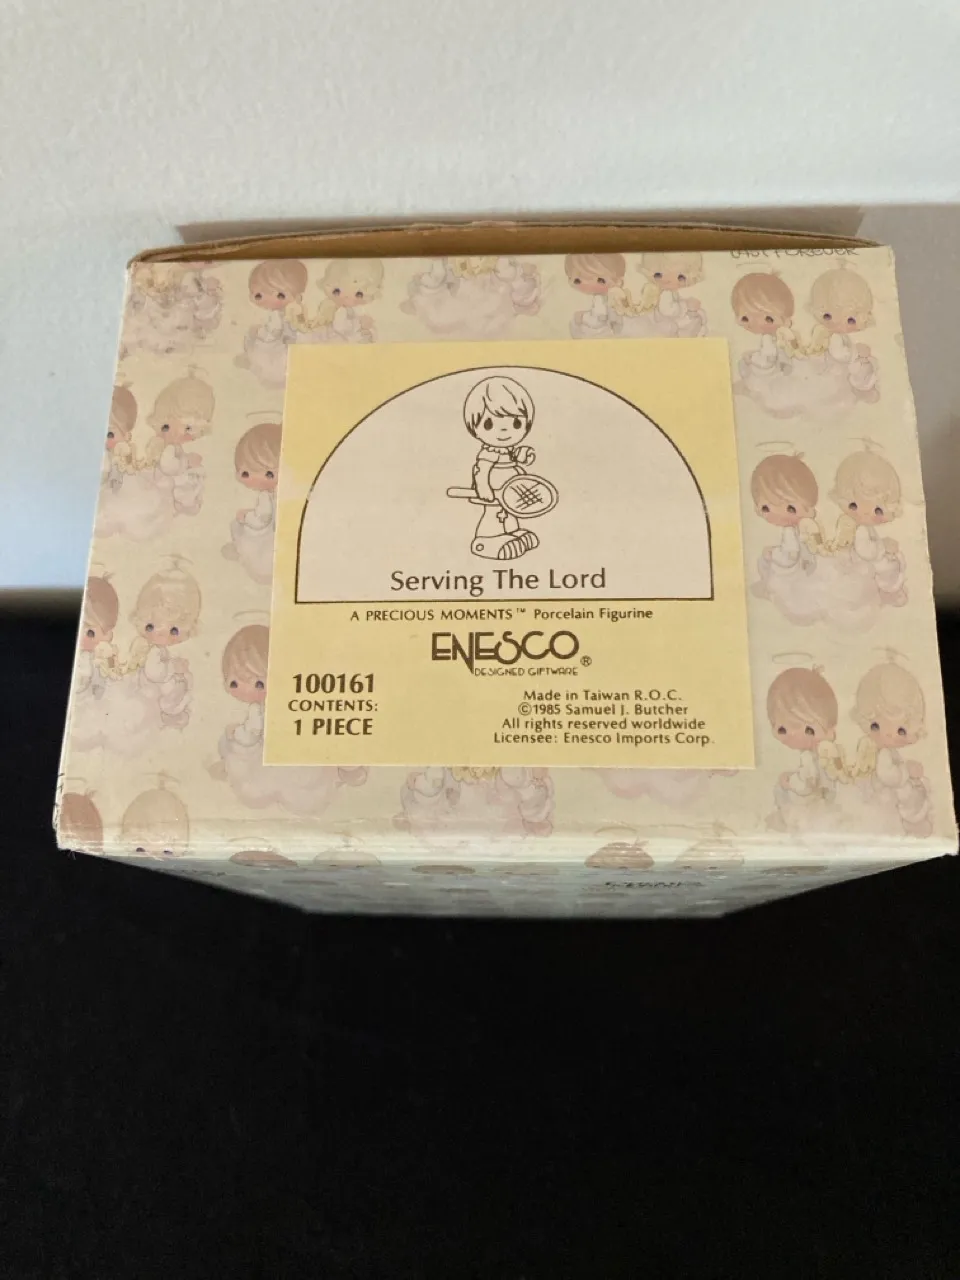 Serving The Lord
A PRECIOUS MOMENTS™ Porcelain Figurine
ENESCO®
DESIGNED GIFTWARE
100161
CONTENTS:
1 PIECE
Made in Taiwan R.O.C.
©1985 Samuel J. Butcher
All rights reserved worldwide
Licensee: Enesco Imports Corp.